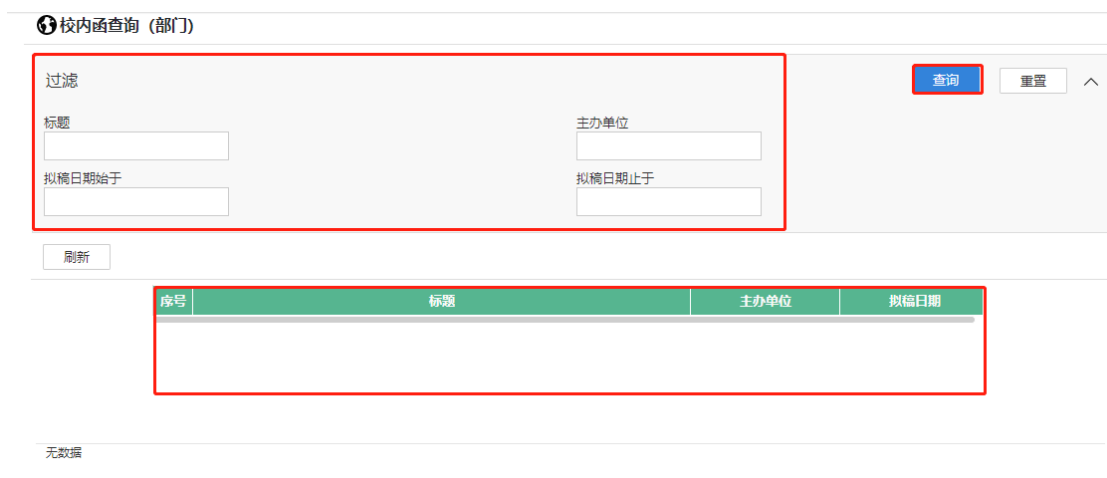 校内函查询（部门）
过滤
查询 重置
标题 主办单位
拟稿日期始于 拟稿日期止于
刷新
序号 标题 主办单位 拟稿日期
无数据